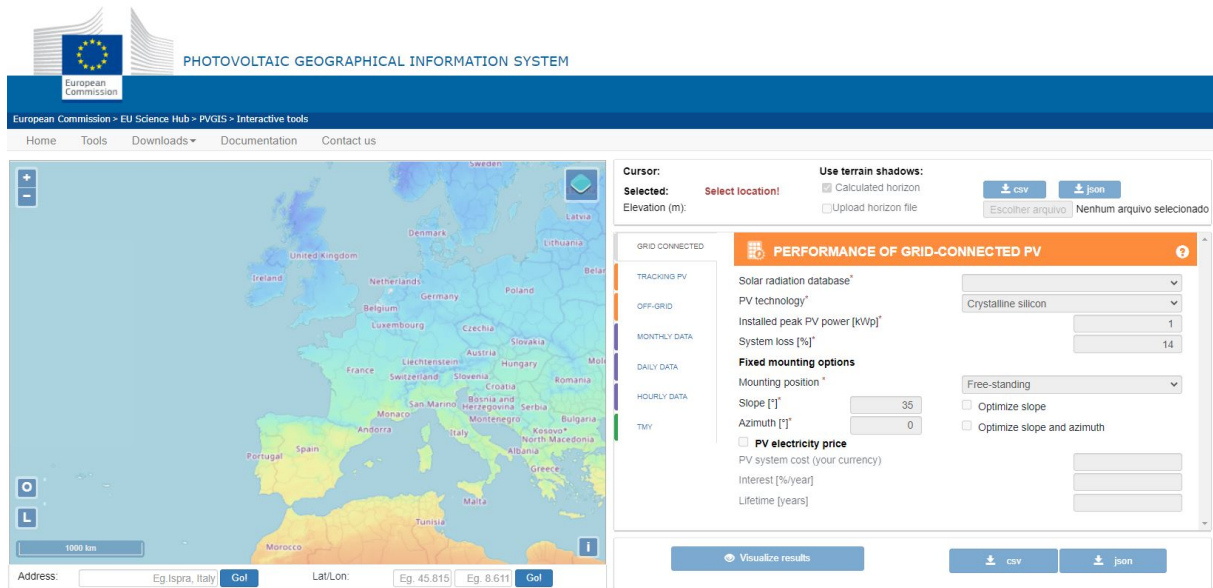 European
Commission
PHOTOVOLTAIC GEOGRAPHICAL INFORMATION SYSTEM
European Commission > EU Science Hub > PVGIS > Interactive tools
Home Tools Downloads Documentation Contact us
+
−
Sweden
Latvia
Denmark
Lithuania
United Kingdom
Belar
Ireland
Netherlands
Poland
Germany
Belgium
Luxembourg
Czechia
Slovakia
Austria
Liechtenstein
Hungary
Mol
France
Switzerland
Slovenia
Romania
Croatia
Bosnia and
Herzegovina
San Marino
Serbia
Monaco
Montenegro
Bulgaria
Andorra
Italy
Kosovo*
North Macedonia
Albania
Portugal
Spain
Greece
O
Malta
L
Tunisia
1000 km
Morocco
i
Address: Eg.Ispra, Italy Go! Lat/Lon: Eg. 45.815 Eg. 8.611 Go!
Cursor: Use terrain shadows:
Selected: Select location! Calculated horizon csv json
Elevation (m): Upload horizon file Escolher arquivo Nenhum arquivo selecionado
GRID CONNECTED
TRACKING PV
OFF-GRID
MONTHLY DATA
DAILY DATA
HOURLY DATA
TMY
PERFORMANCE OF GRID-CONNECTED PV ?
Solar radiation database*
PV technology* Crystalline silicon
Installed peak PV power [kWp]* 1
System loss [%]* 14
Fixed mounting options
Mounting position * Free-standing
Slope [°]* 35 Optimize slope
Azimuth [°]* 0 Optimize slope and azimuth
PV electricity price
PV system cost (your currency)
Interest [%/year]
Lifetime [years]
Visualize results csv json